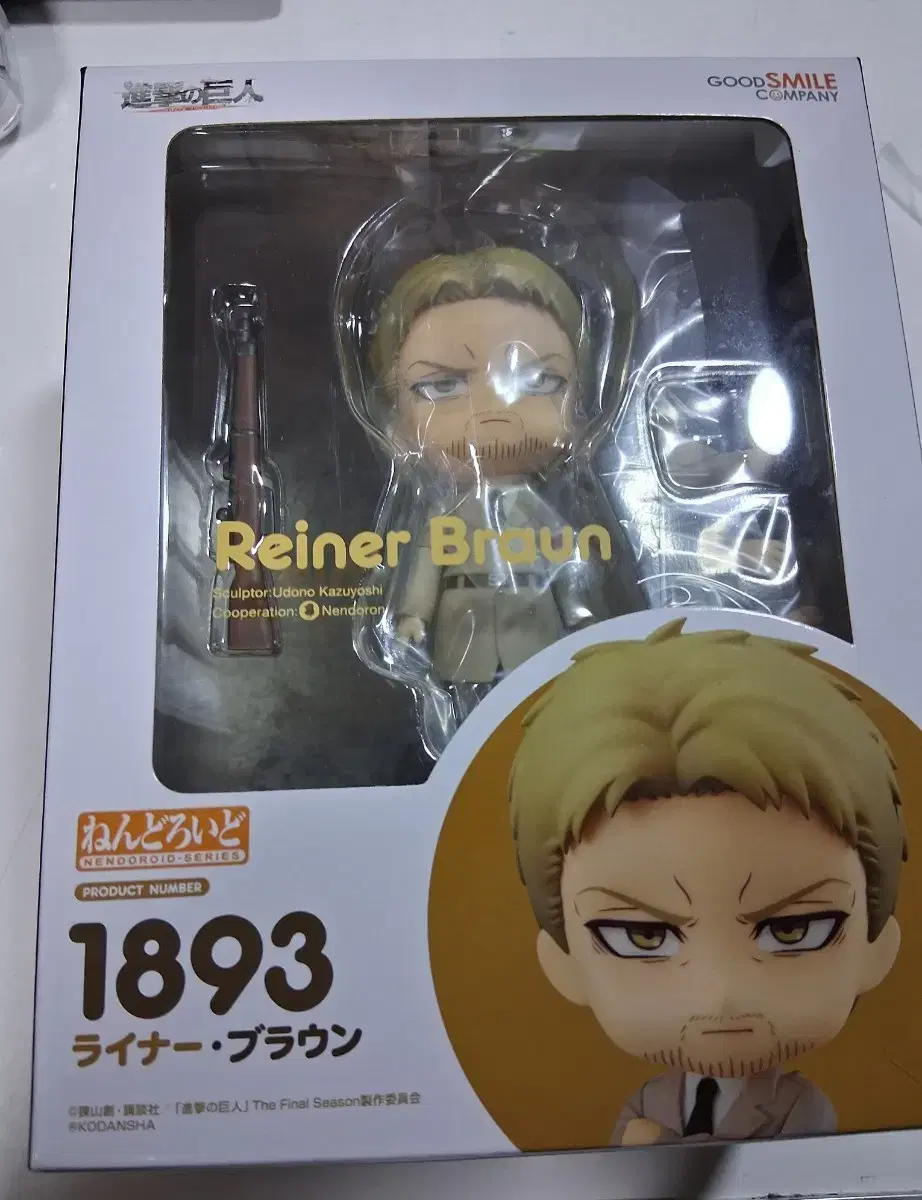 進撃の巨人
GOOD SMILE
COMPANY
Reiner Braun
Sculptor:Udono Kazuyoshi
Cooperation: Nendoron
ねんどろいど
NENDOROID-SERIES
PRODUCT NUMBER
1893
ライナー・ブラウン
©諫山創・講談社／「進撃の巨人」The Final Season製作委員会
®KODANSHA